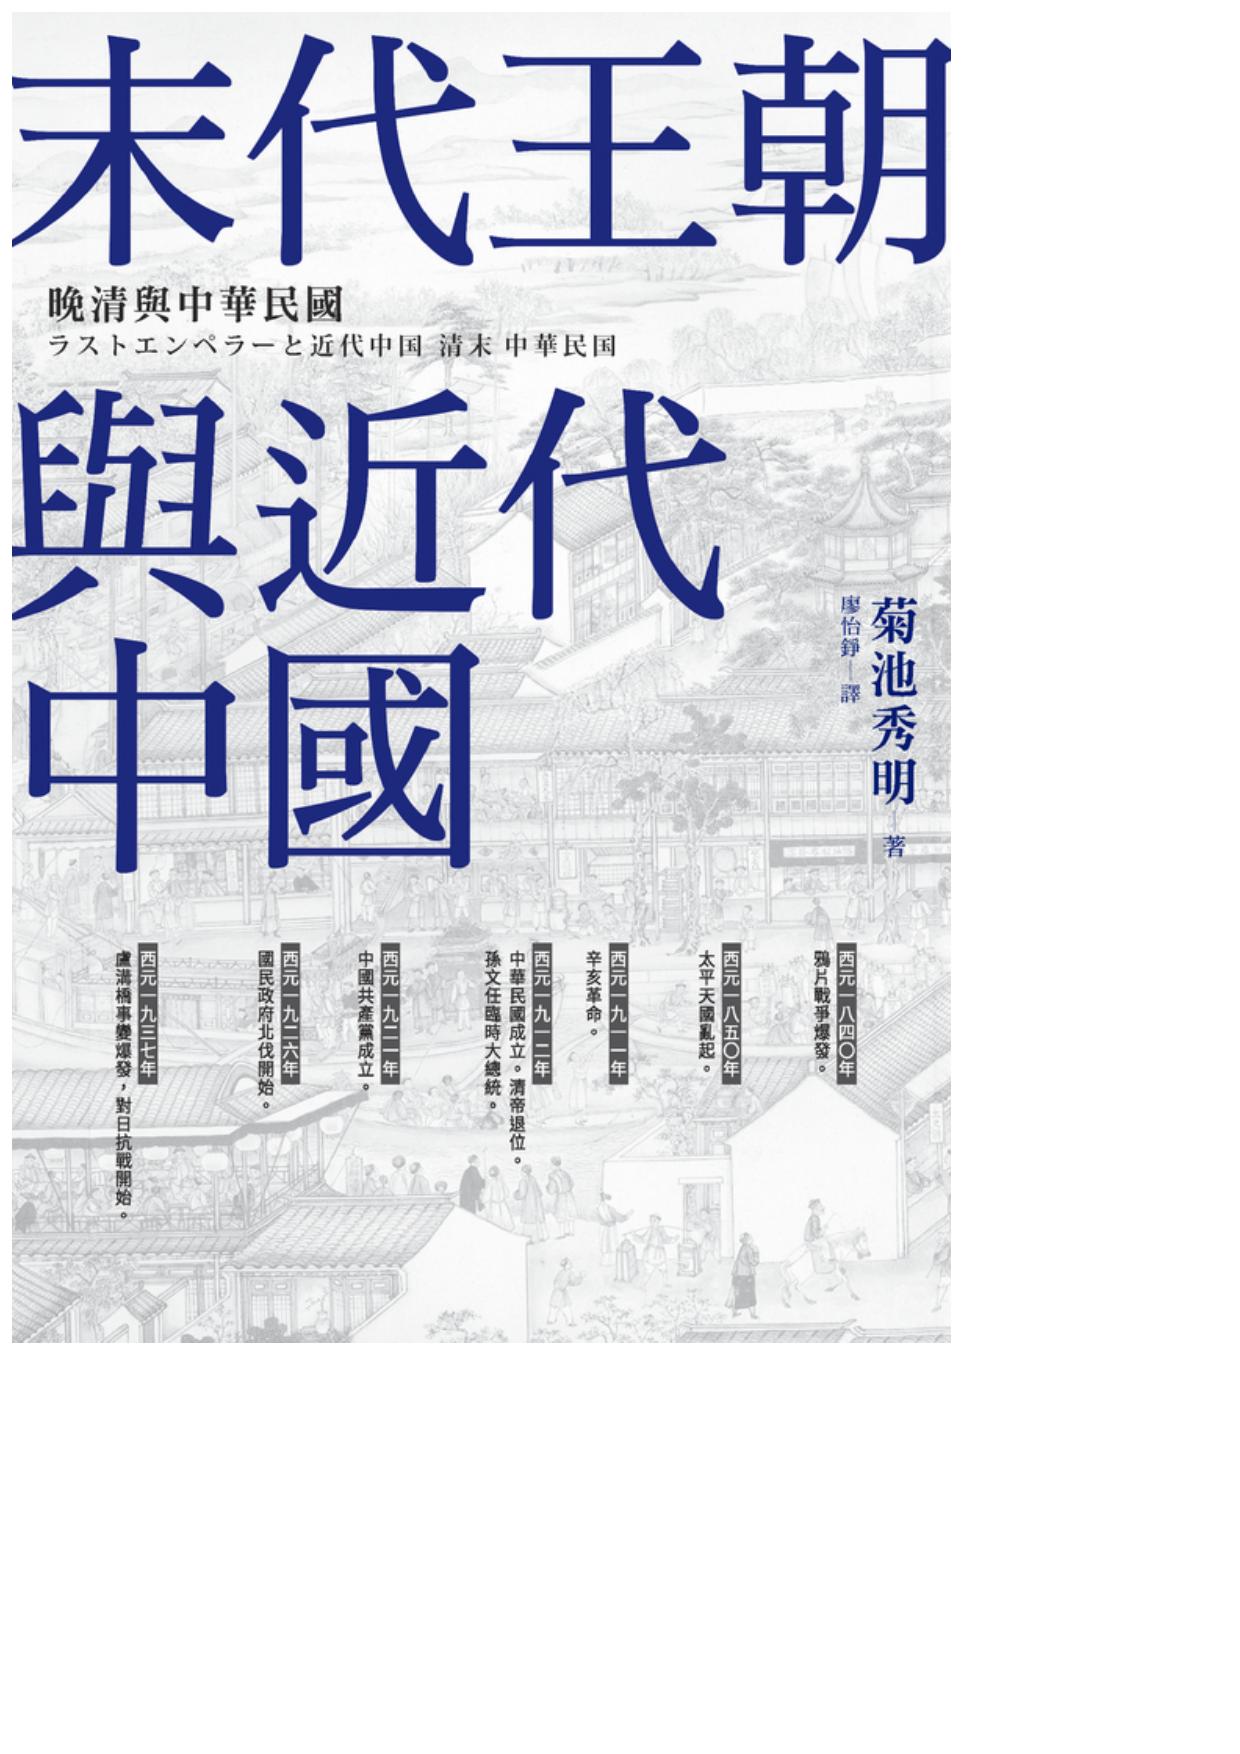 末代王朝
晚清與中華民國
ラストエンペラーと近代中国 清末 中華民国
與近代
中國
菊池秀明—著
廖怡錚—譯
西元一八四〇年
鴉片戰爭爆發。
西元一八五〇年
太平天國亂起。
西元一九一一年
辛亥革命。
西元一九一二年
中華民國成立。清帝退位。
孫文任臨時大總統。
西元一九二一年
中國共產黨成立。
西元一九二六年
國民政府北伐開始。
西元一九三七年
盧溝橋事變爆發，對日抗戰開始。